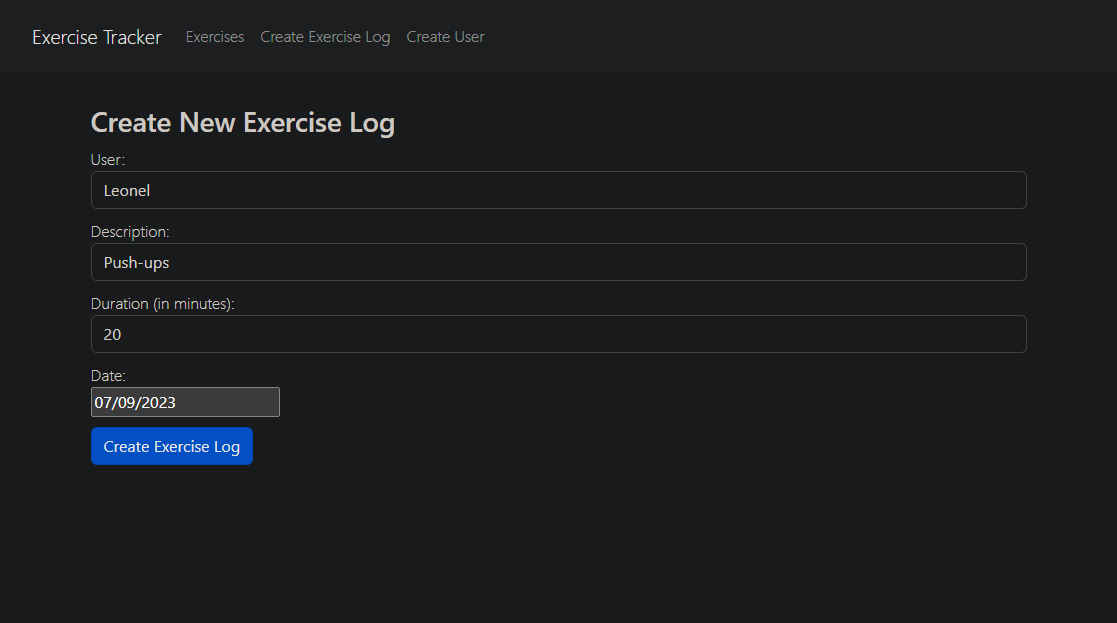 Exercise Tracker Exercises Create Exercise Log Create User
Create New Exercise Log
User:
Leonel
Description:
Push-ups
Duration (in minutes):
20
Date:
07/09/2023
Create Exercise Log